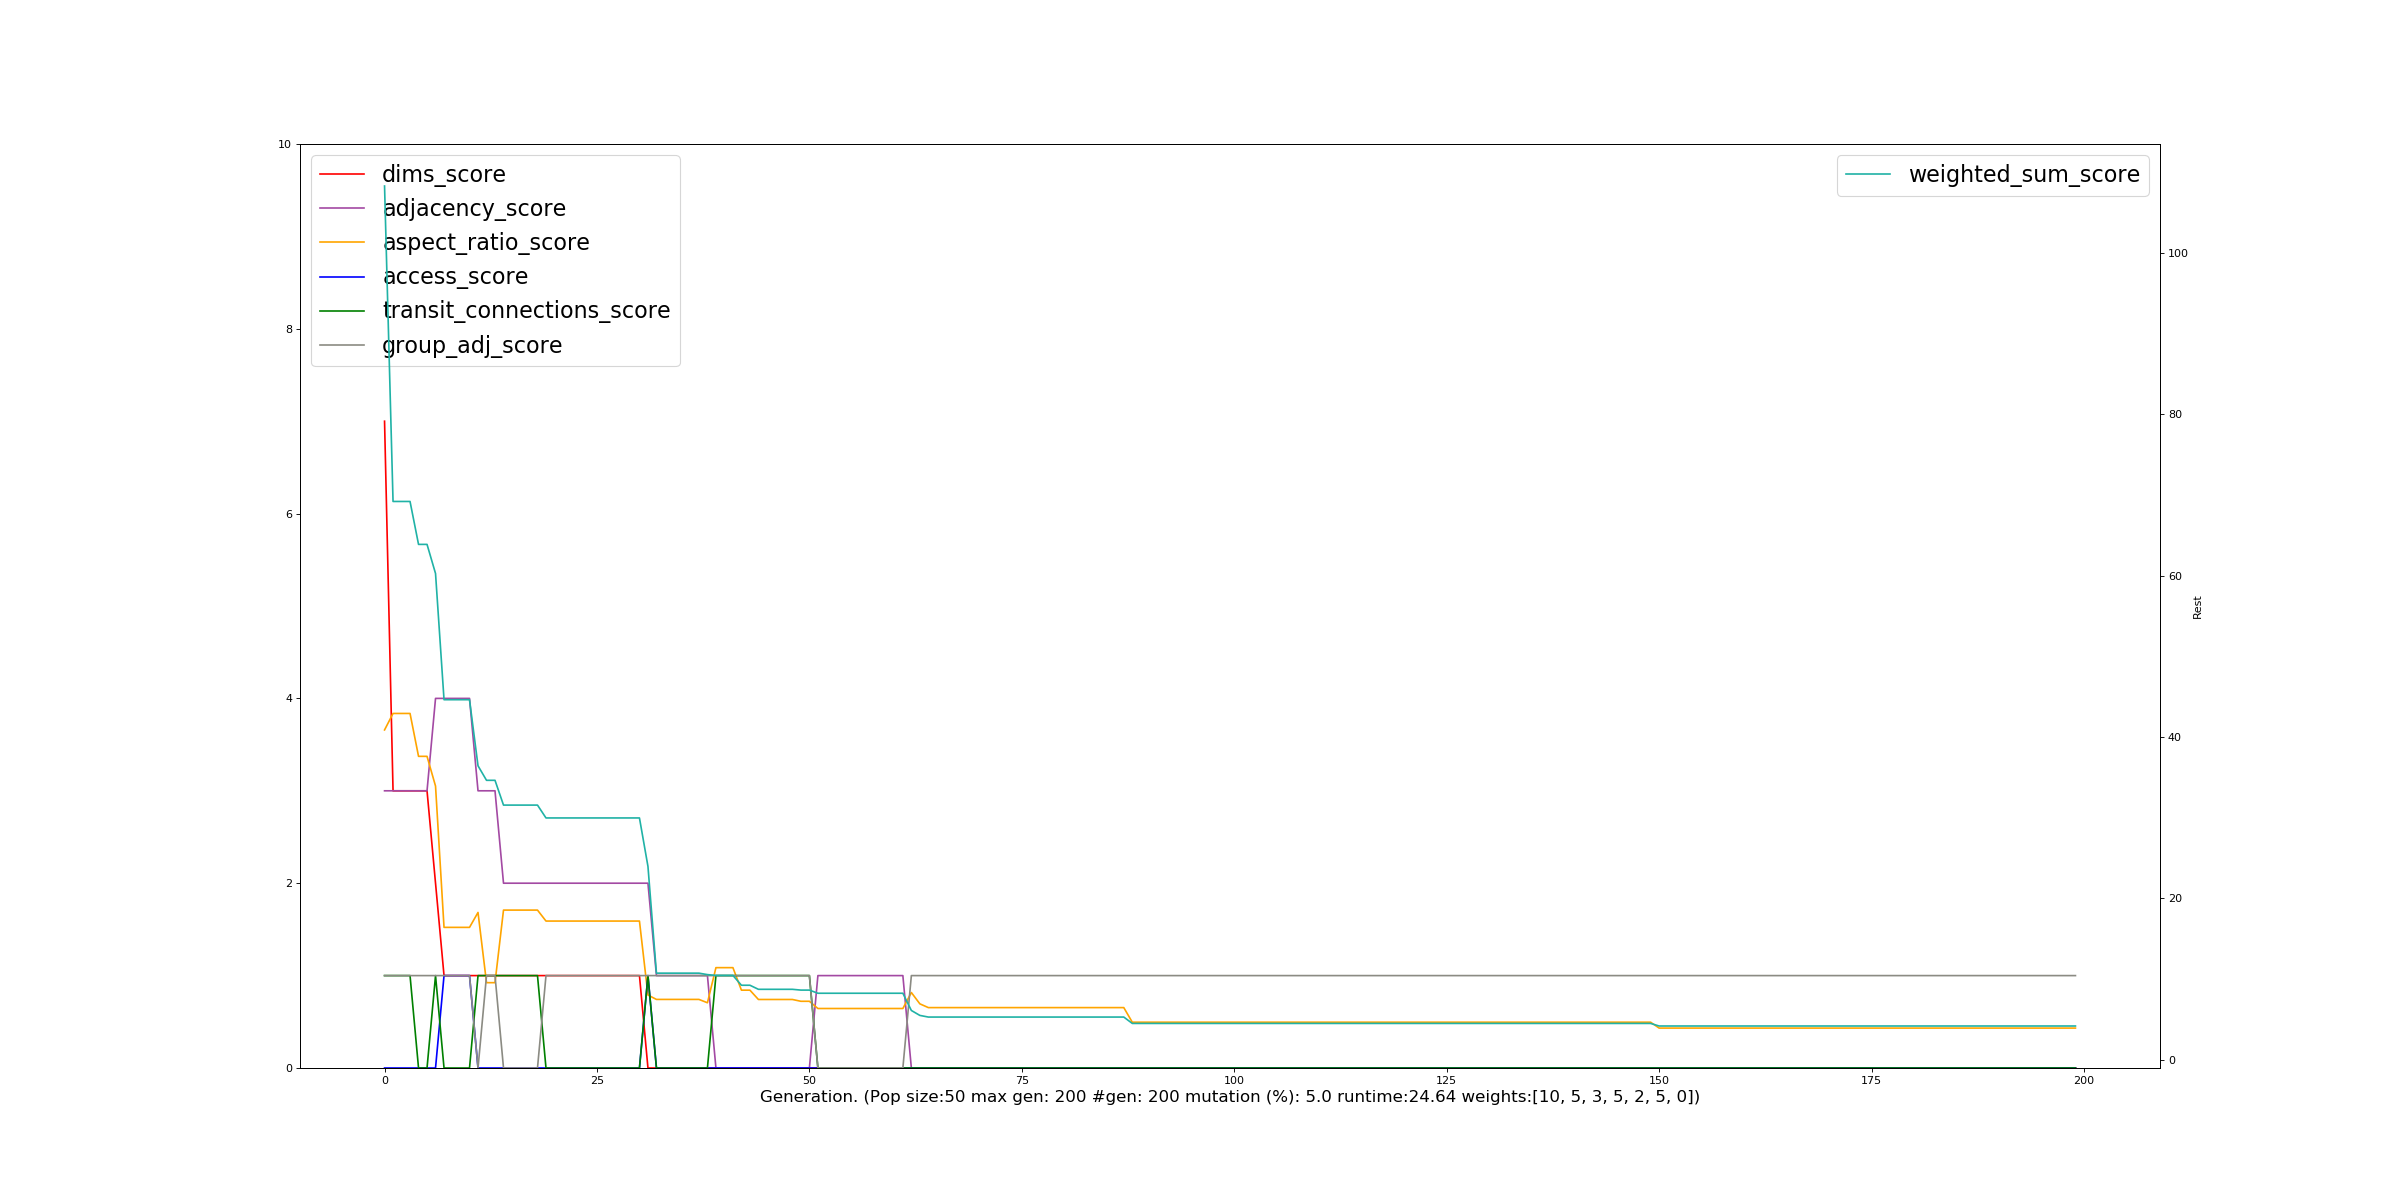 10
8
6
4
2
0
dims_score
adjacency_score
aspect_ratio_score
access_score
transit_connections_score
group_adj_score
weighted_sum_score
100
80
60
40
20
0
Rest
0 25 50 75 100 125 150 175 200
Generation. (Pop size:50 max gen: 200 #gen: 200 mutation (%): 5.0 runtime:24.64 weights:[10, 5, 3, 5, 2, 5, 0])